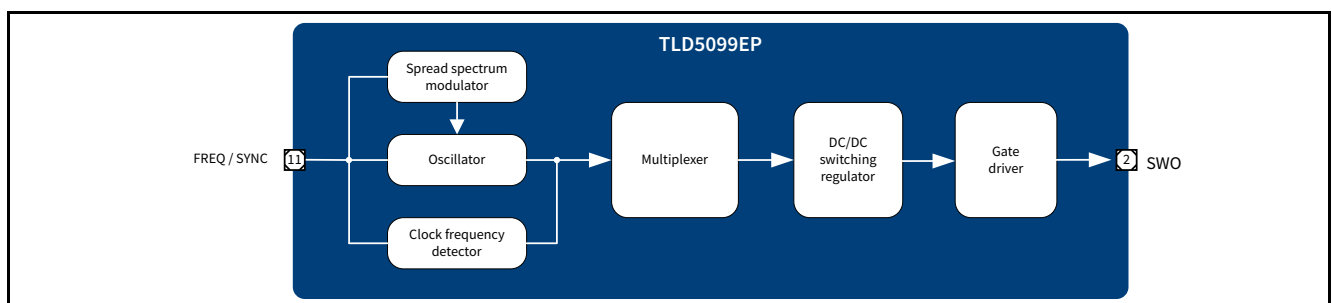 TLD5099EP
Spread spectrum
modulator
FREQ / SYNC
11
Oscillator
Multiplexer
DC/DC
switching
regulator
Gate
driver
2
SWO
Clock frequency
detector